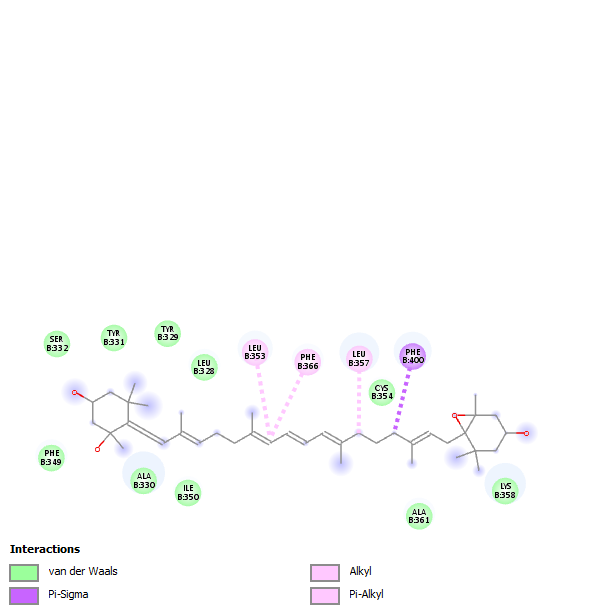 SER
B:332
TYR
B:331
TYR
B:329
LEU
B:328
LEU
B:353
PHE
B:366
LEU
B:357
PHE
B:400
CYS
B:354
PHE
B:349
ALA
B:330
ILE
B:350
LYS
B:358
ALA
B:361
O
O
O
O
Interactions
van der Waals
Alkyl
Pi-Sigma
Pi-Alkyl